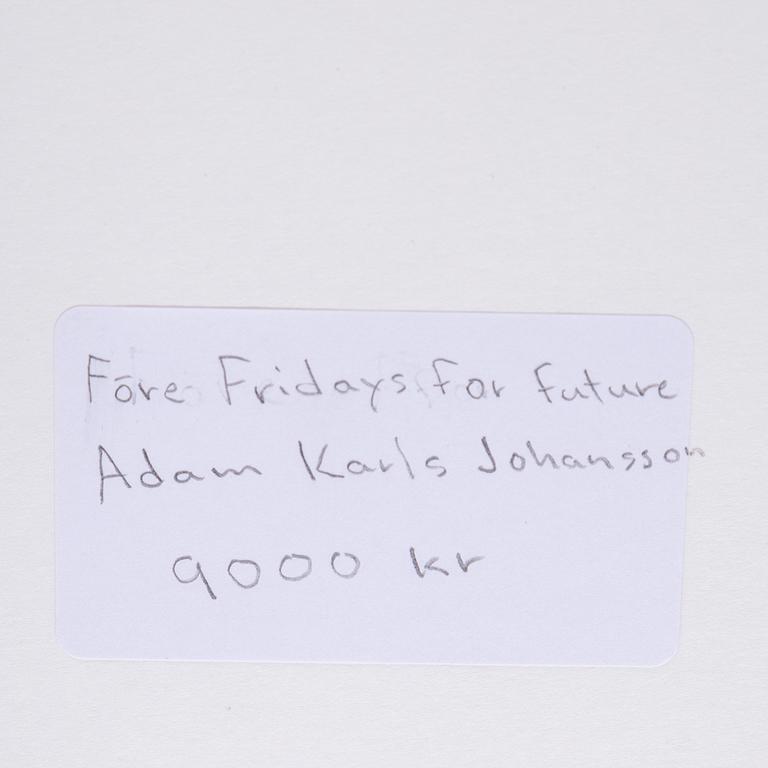 Före Fridays for future
Adam Karls Johansson
9000 kr